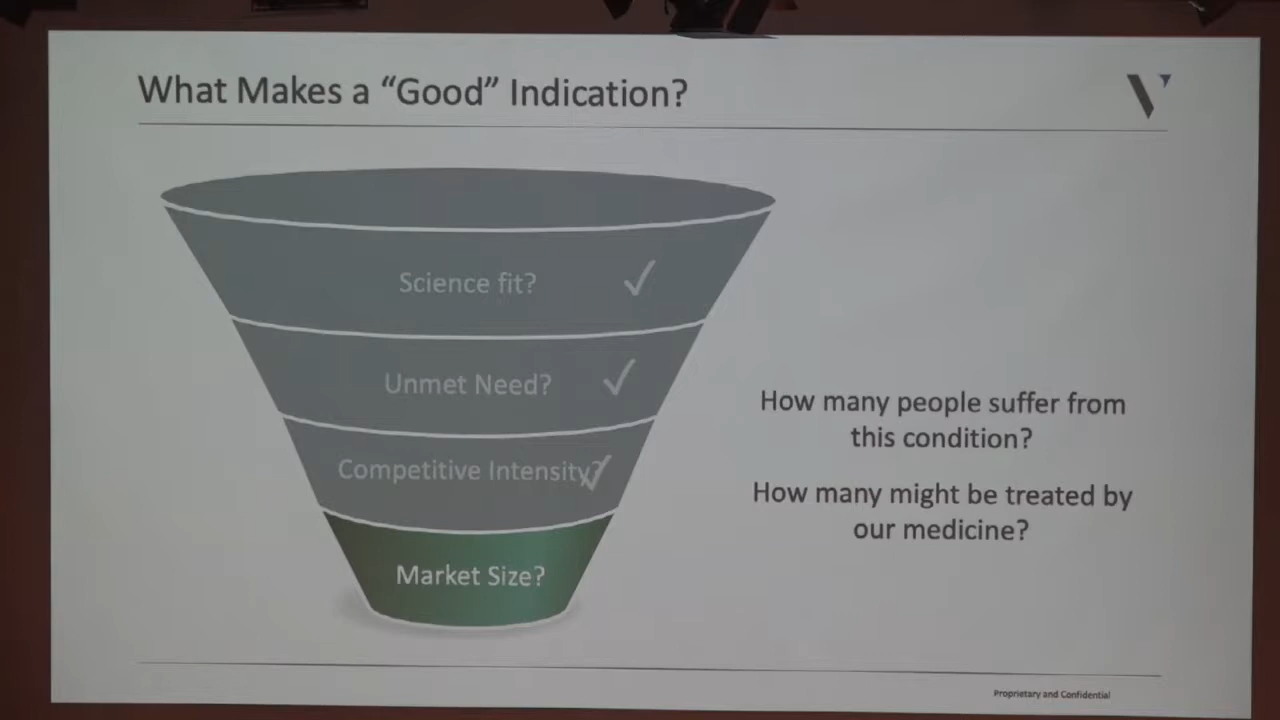 What Makes a “Good” Indication?
Science fit?
Unmet Need?
Competitive Intensity?
Market Size?
How many people suffer from
this condition?
How many might be treated by
our medicine?
Proprietary and Confidential